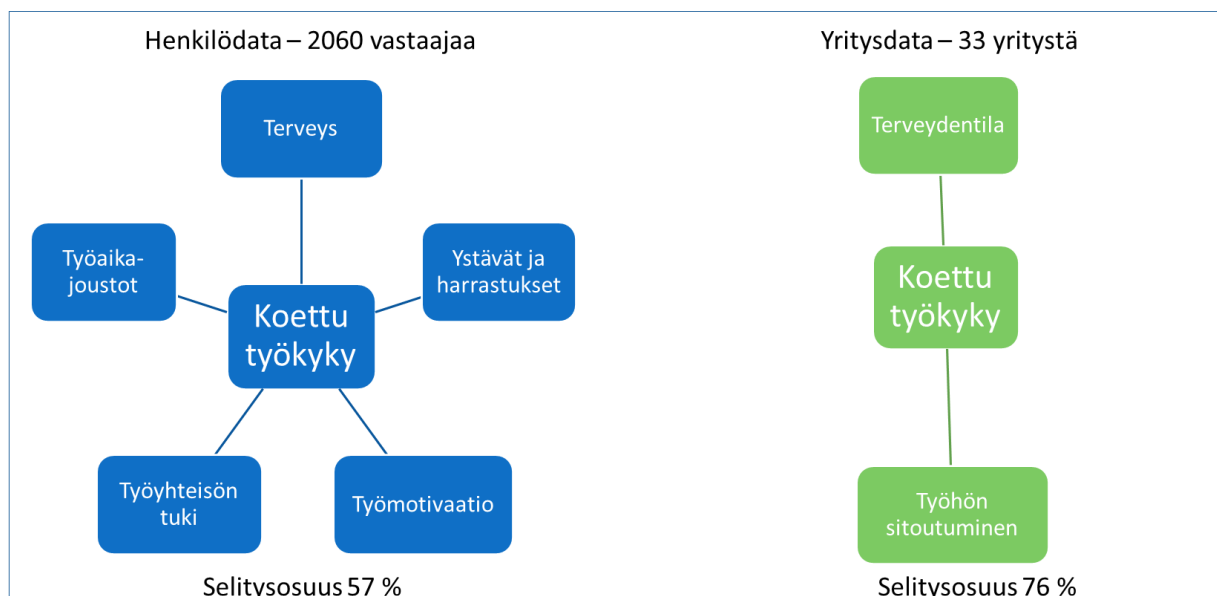 Henkilödata – 2060 vastaajaa
Terveys
Työaika-
joustot
Ystävät ja
harrastukset
Koettu
työkyky
Työyhteisön
tuki
Työmotivaatio
Selitysosuus 57 %
Yritysdata – 33 yritystä
Terveydentila
Koettu
työkyky
Työhön
sitoutuminen
Selitysosuus 76 %